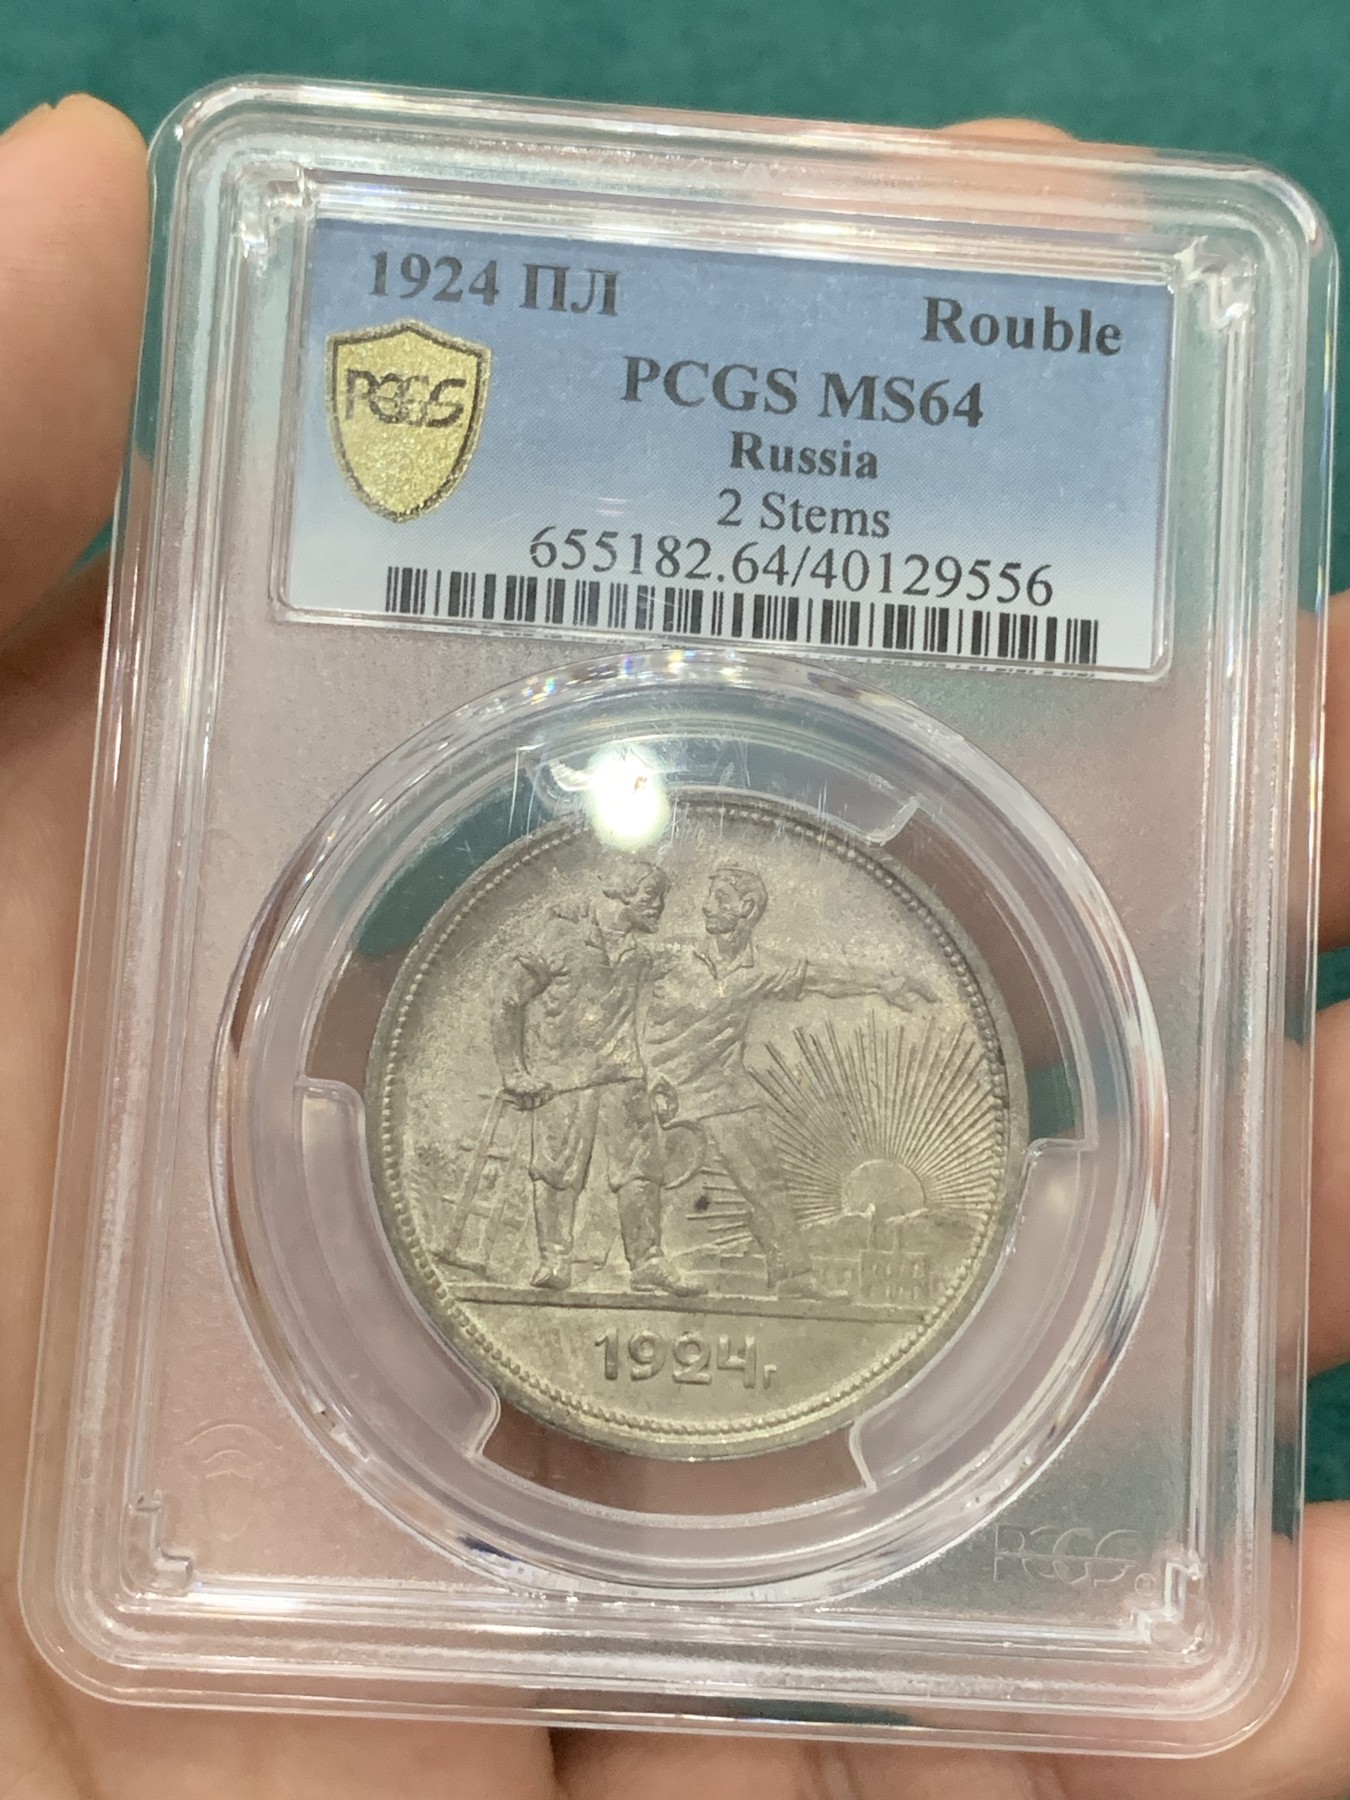 1924 ПЛ
Rouble
PCGS
PCGS MS64
Russia
2 Stems
655182.64/40129556
1924г
PCGS